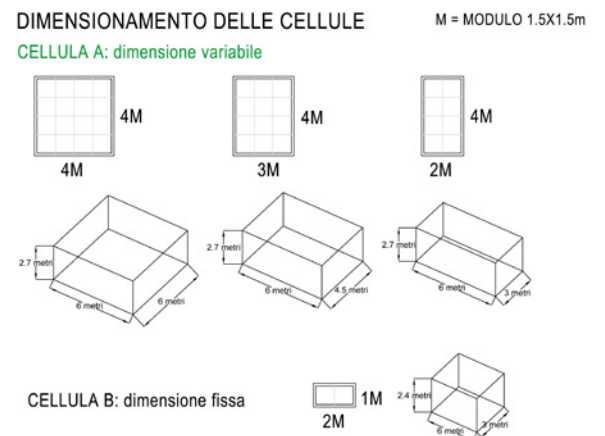 DIMENSIONAMENTO DELLE CELLULE
M = MODULO 1.5X1.5m
CELLULA A: dimensione variabile
4M
4M
4M
4M
3M
2M
2.7 metri
6 metri
6 metri
2.7 metri
6 metri
4.5 metri
2.7 metri
6 metri
3 metri
CELLULA B: dimensione fissa
1M
2M
2.4 metri
6 metri
3 metri